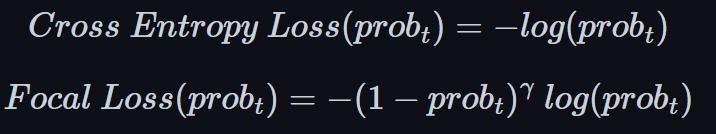 Cross Entropy Loss(prob_t) = −log(prob_t)
Focal Loss(prob_t) = −(1 − prob_t)^γ log(prob_t)